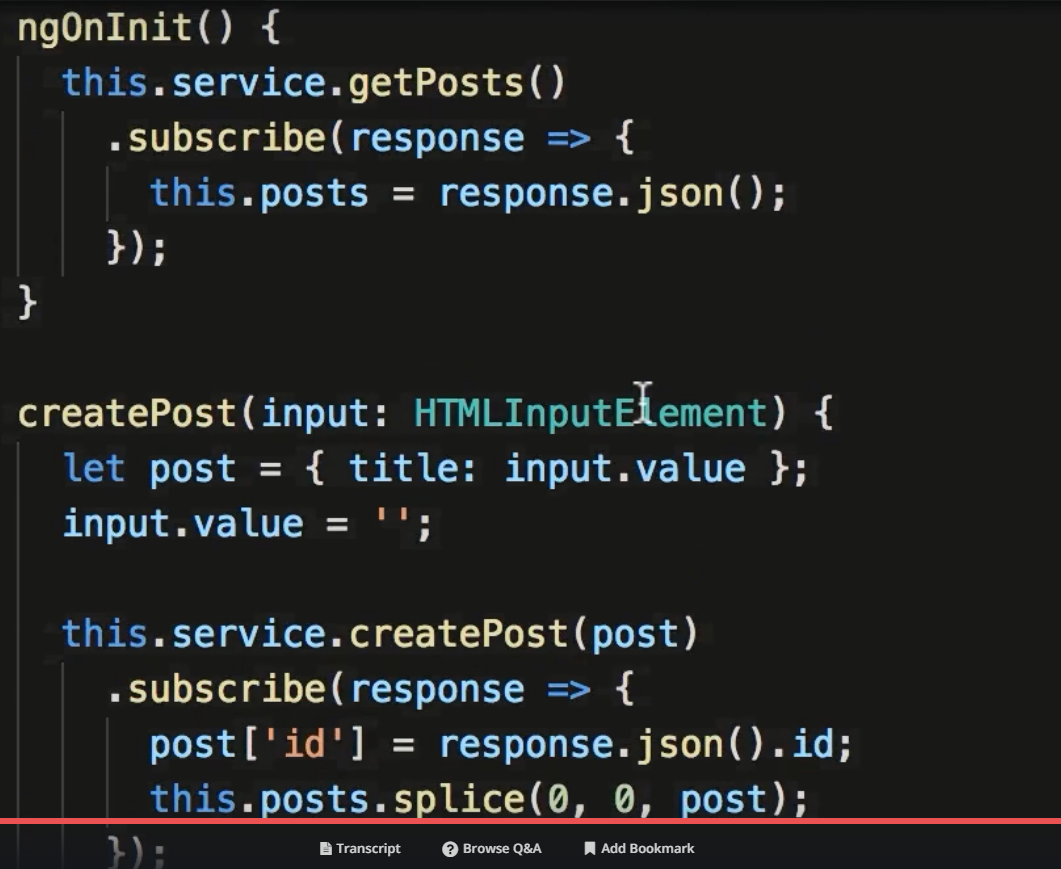 ngOnInit() {
this.service.getPosts()
.subscribe(response => {
this.posts = response.json();
});
}
createPost(input: HTMLInputElement) {
let post = { title: input.value };
input.value = '';
this.service.createPost(post)
.subscribe(response => {
post['id'] = response.json().id;
this.posts.splice(0, 0, post);
});
Transcript Browse Q&A Add Bookmark